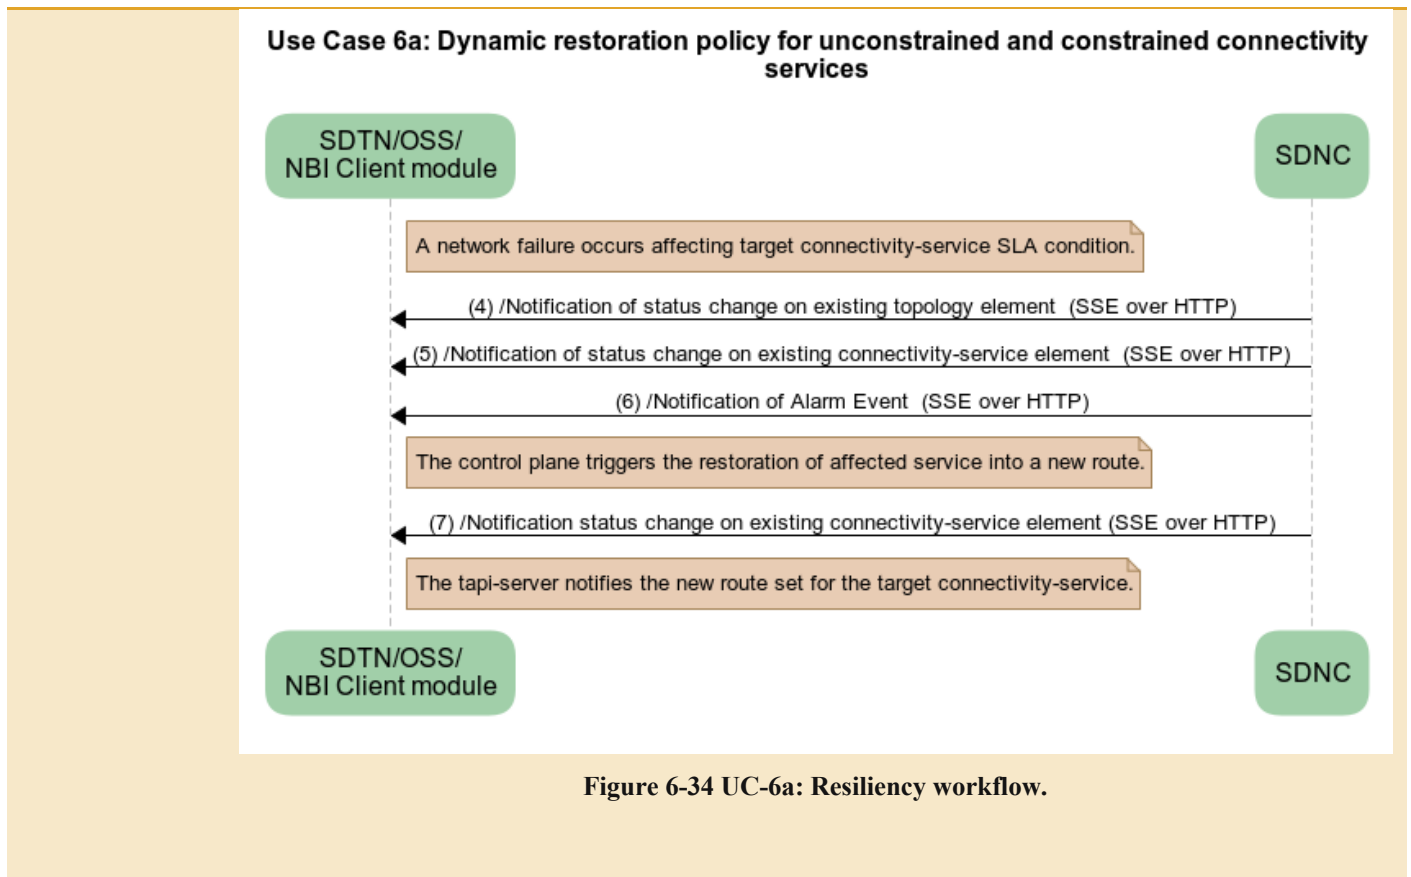 Use Case 6a: Dynamic restoration policy for unconstrained and constrained connectivity
services
SDTN/OSS/
NBI Client module
SDNC
A network failure occurs affecting target connectivity-service SLA condition.
(4) /Notification of status change on existing topology element  (SSE over HTTP)
(5) /Notification of status change on existing connectivity-service element  (SSE over HTTP)
(6) /Notification of Alarm Event  (SSE over HTTP)
The control plane triggers the restoration of affected service into a new route.
(7) /Notification status change on existing connectivity-service element (SSE over HTTP)
The tapi-server notifies the new route set for the target connectivity-service.
SDTN/OSS/
NBI Client module
SDNC
Figure 6-34 UC-6a: Resiliency workflow.